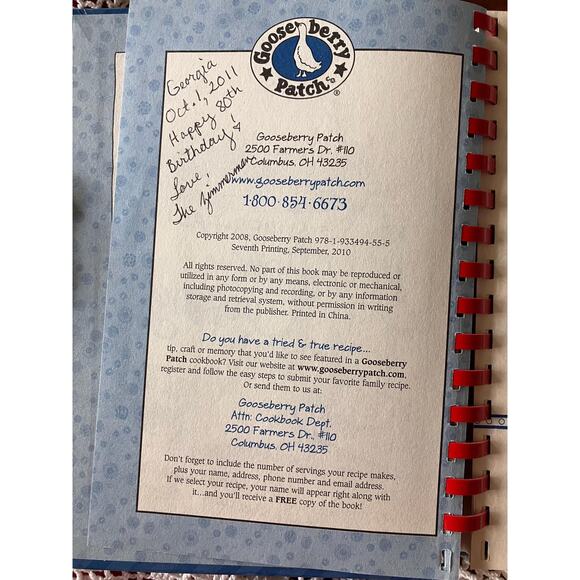 Gooseberry
Patch
®
Georgia
Oct. 1, 2011
Happy 80th
Birthday!
Love,
The Zimmerman
Gooseberry Patch
2500 Farmers Dr. #110
Columbus, OH 43235
www.gooseberrypatch.com
1·800·854·6673
Copyright 2008, Gooseberry Patch 978-1-933494-55-5
Seventh Printing, September, 2010
All rights reserved. No part of this book may be reproduced or
utilized in any form or by any means, electronic or mechanical,
including photocopying and recording, or by any information
storage and retrieval system, without permission in writing
from the publisher. Printed in China.
Do you have a tried & true recipe...
tip, craft or memory that you'd like to see featured in a Gooseberry
Patch cookbook? Visit our website at www.gooseberrypatch.com,
register and follow the easy steps to submit your favorite family recipe.
Or send them to us at:
Gooseberry Patch
Attn: Cookbook Dept.
2500 Farmers Dr., #110
Columbus, OH 43235
Don't forget to include the number of servings your recipe makes,
plus your name, address, phone number and email address.
If we select your recipe, your name will appear right along with
it...and you'll receive a FREE copy of the book!